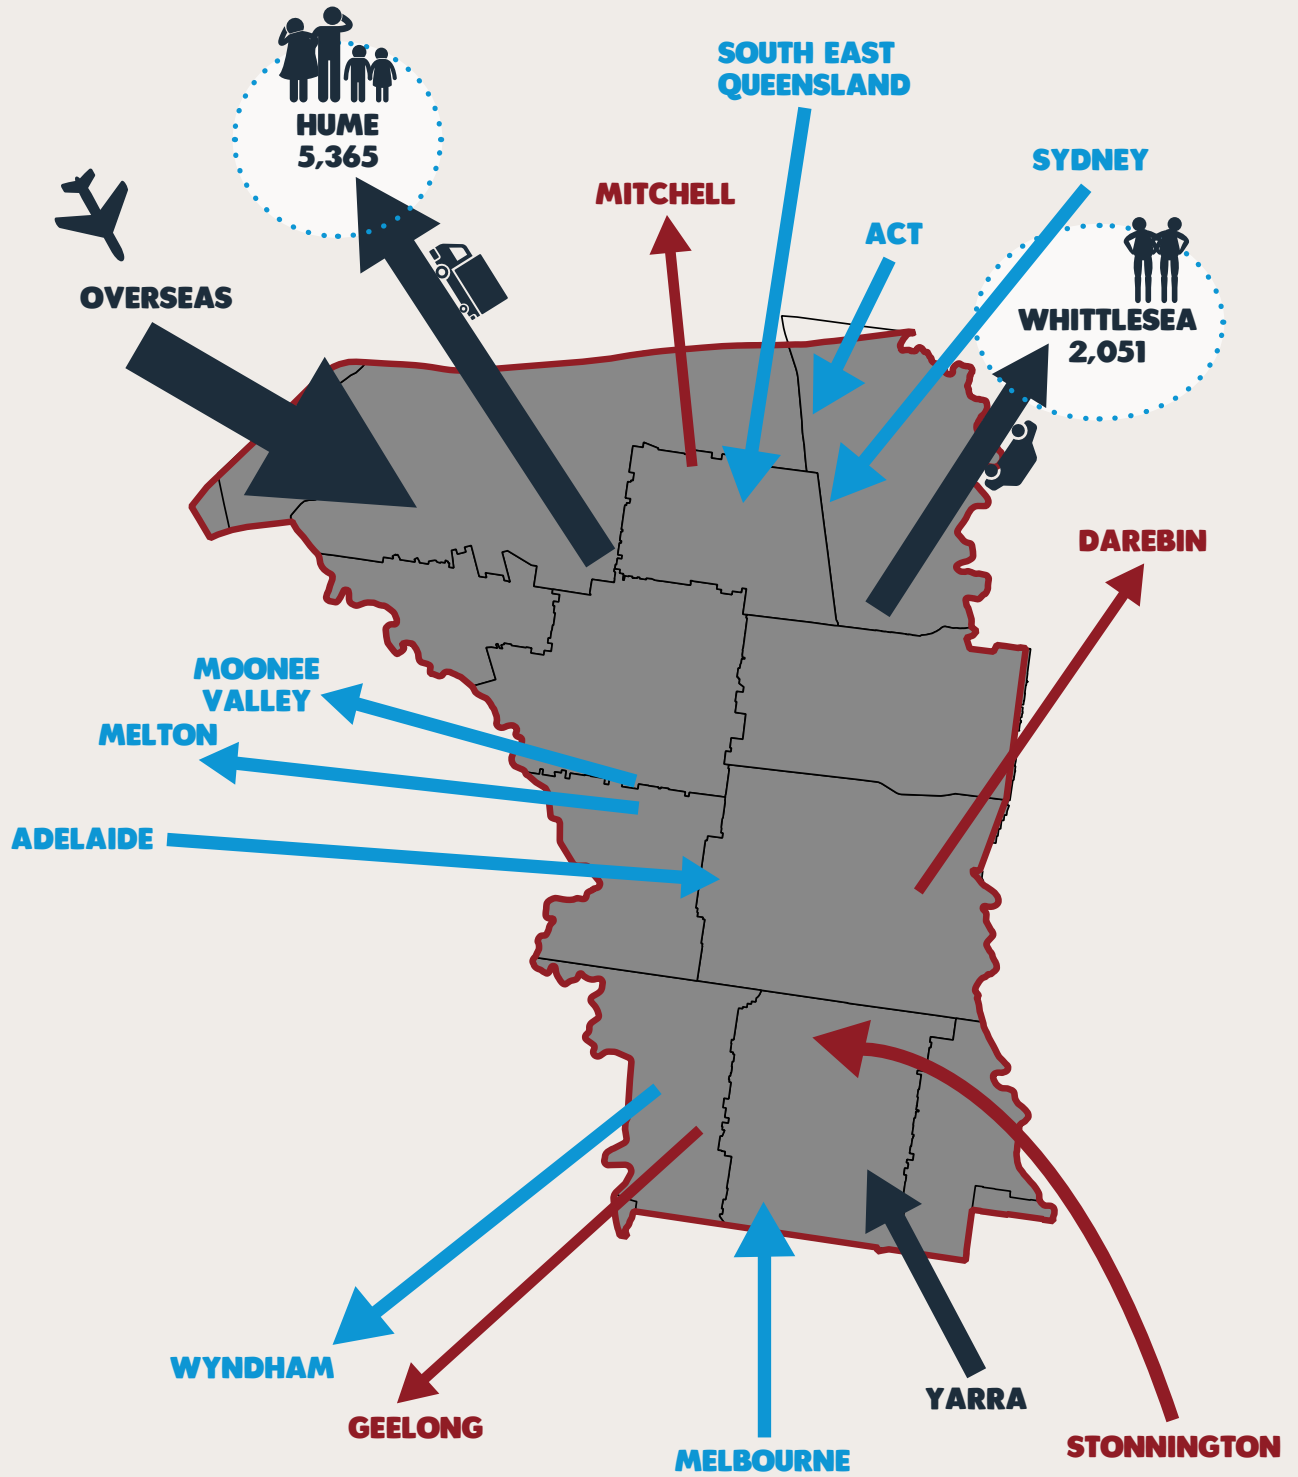 SOUTH EAST
QUEENSLAND
HUME
5,365
SYDNEY
MITCHELL
ACT
OVERSEAS
WHITTLESEA
2,051
DAREBIN
MOONEE
VALLEY
MELTON
ADELAIDE
WYNDHAM
YARRA
GEELONG
STONNINGTON
MELBOURNE